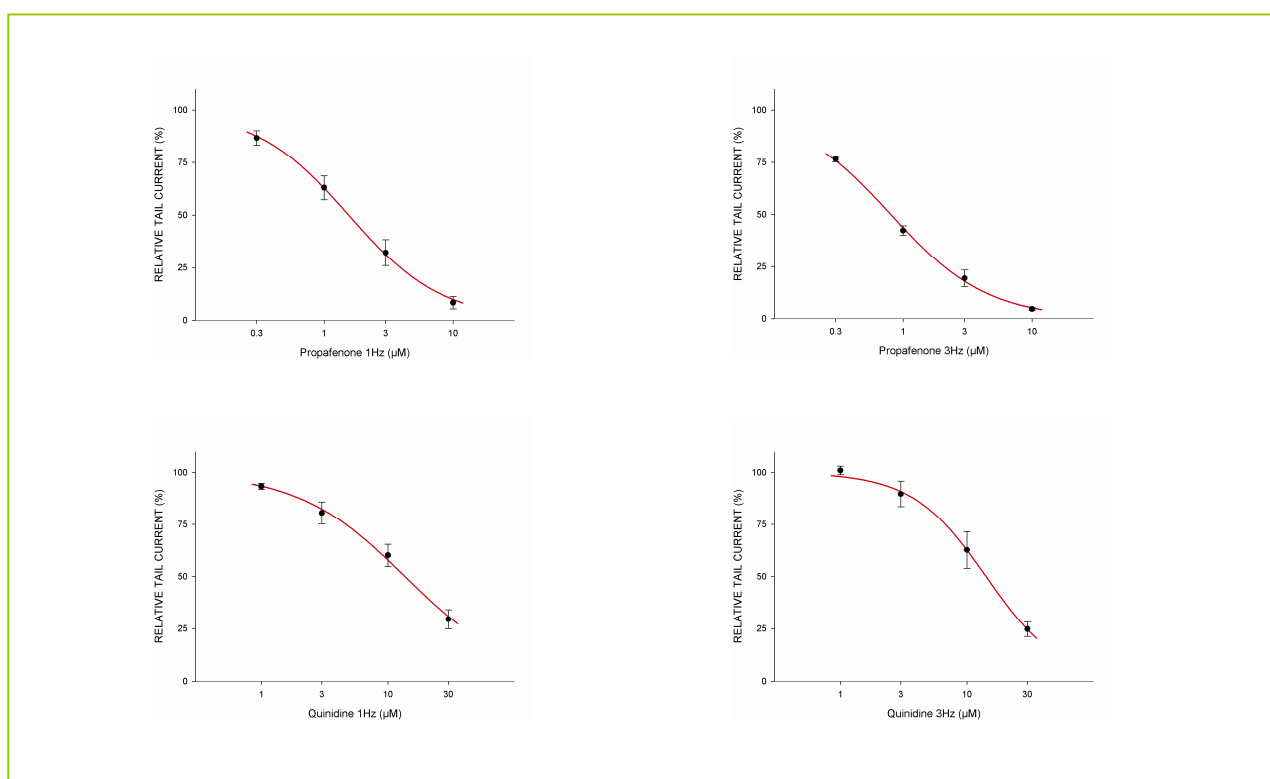 RELATIVE TAIL CURRENT (%)
100
75
50
25
0
0.3 1 3 10
Propafenone 1Hz (µM)
RELATIVE TAIL CURRENT (%)
100
75
50
25
0
0.3 1 3 10
Propafenone 3Hz (µM)
RELATIVE TAIL CURRENT (%)
100
75
50
25
0
1 3 10 30
Quinidine 1Hz (µM)
RELATIVE TAIL CURRENT (%)
100
75
50
25
0
1 3 10 30
Quinidine 3Hz (µM)